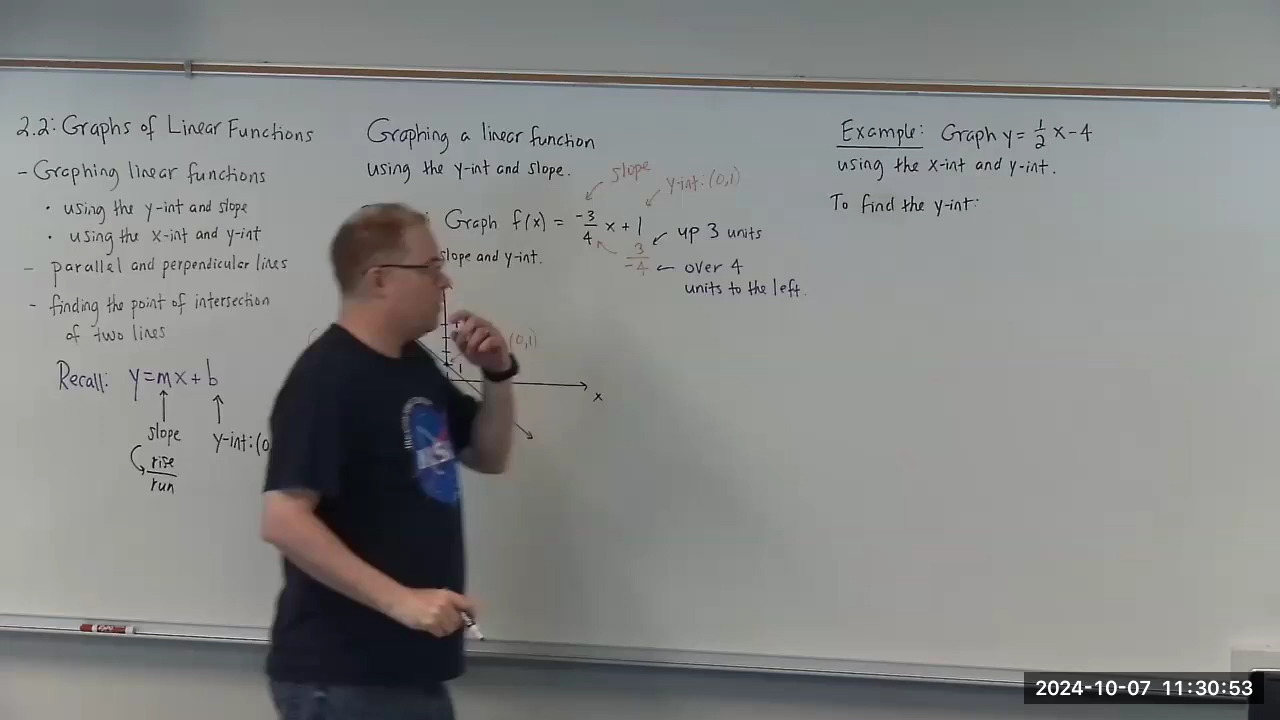 2.2: Graphs of Linear Functions
- Graphing linear functions
• using the y-int and slope
• using the x-int and y-int
- parallel and perpendicular lines
- finding the point of intersection
of two lines
Recall: y=mx+b
slope
y-int:(0
rise
run
Graphing a linear function
using the y-int and slope.
slope
y-int:(0,1)
Graph f(x) = -3/4 x+1
slope and y-int.
3/-4
up 3 units
over 4
units to the left.
(0,1)
1
x
Example: Graph y= 1/2 x-4
using the x-int and y-int.
To find the y-int:
2024-10-07 11:30:53